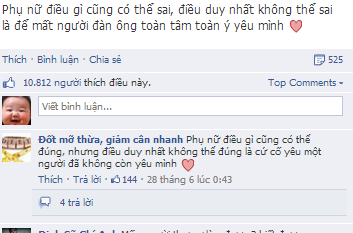 Phụ nữ điều gì cũng có thể sai, điều duy nhất không thể sai
là để mất người đàn ông toàn tâm toàn ý yêu mình
Thích · Bình luận · Chia sẻ 525
10.812 người thích điều này. Top Comments
Viết bình luận...
Đốt mỡ thừa, giảm cân nhanh Phụ nữ điều gì cũng có thể
đúng, nhưng điều duy nhất không thể đúng là cứ cố yêu một
người đã không còn yêu mình
Thích · Trả lời · 144 · 28 tháng 6 lúc 0:43
4 trả lời